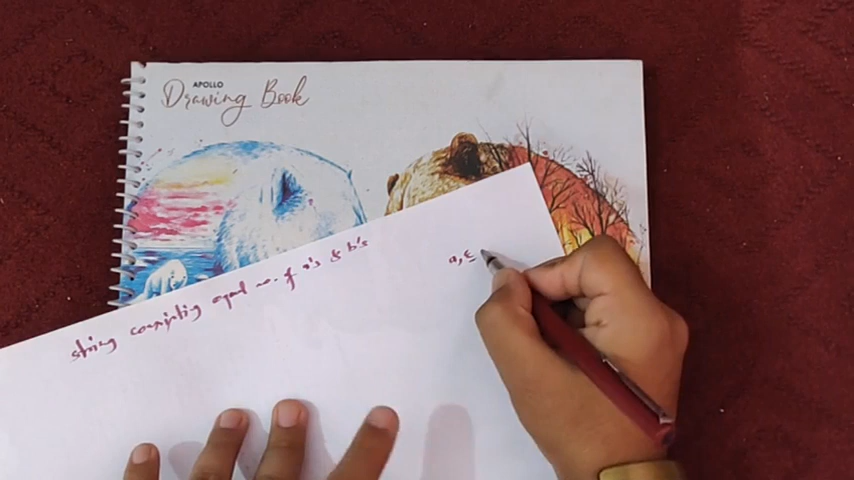 APOLLO
Drawing Book
string consisting equal no. of a's & b's
a, ε